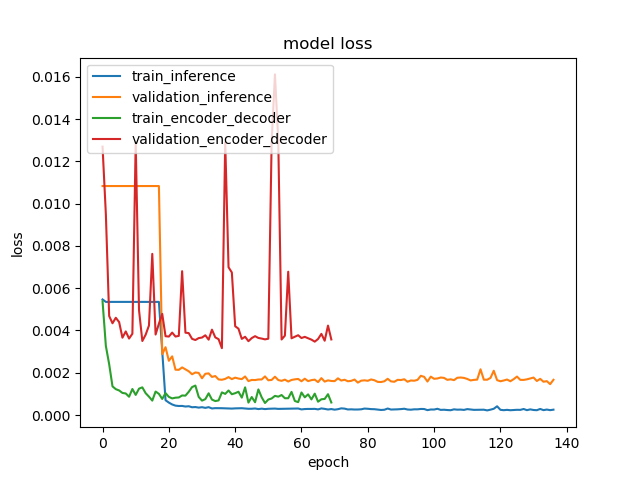 model loss
train_inference
validation_inference
train_encoder_decoder
validation_encoder_decoder
0.016
0.014
0.012
0.010
0.008
0.006
0.004
0.002
0.000
loss
0 20 40 60 80 100 120 140
epoch